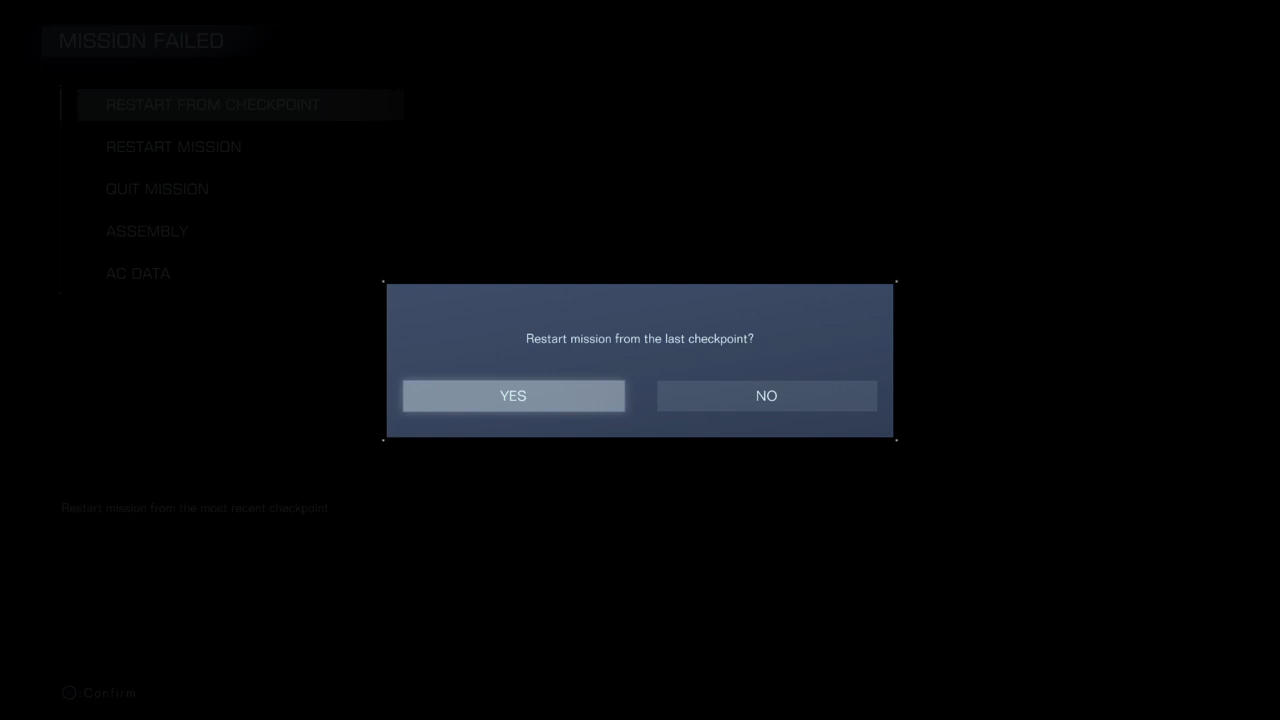 MISSION FAILED
RESTART FROM CHECKPOINT
RESTART MISSION
QUIT MISSION
ASSEMBLY
AC DATA
Restart mission from the last checkpoint?
YES NO
Restart mission from the most recent checkpoint
:Confirm